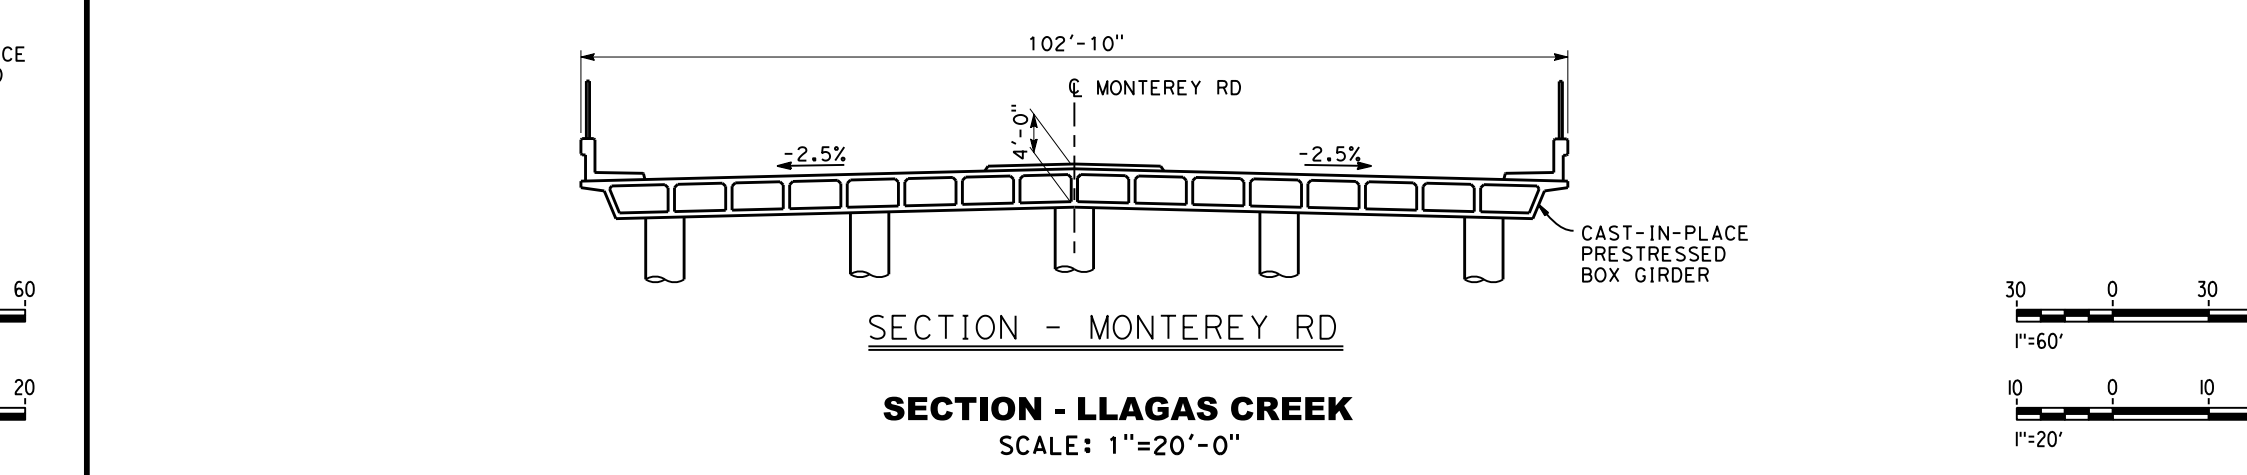 CE
102'-10"
℄ MONTEREY RD
4'-0"
-2.5%
-2.5%
CAST-IN-PLACE
PRESTRESSED
BOX GIRDER
60
30 0 30
SECTION - MONTEREY RD
1"=60'
20
10 0 10
SECTION - LLAGAS CREEK
SCALE: 1"=20'-0"
1"=20'